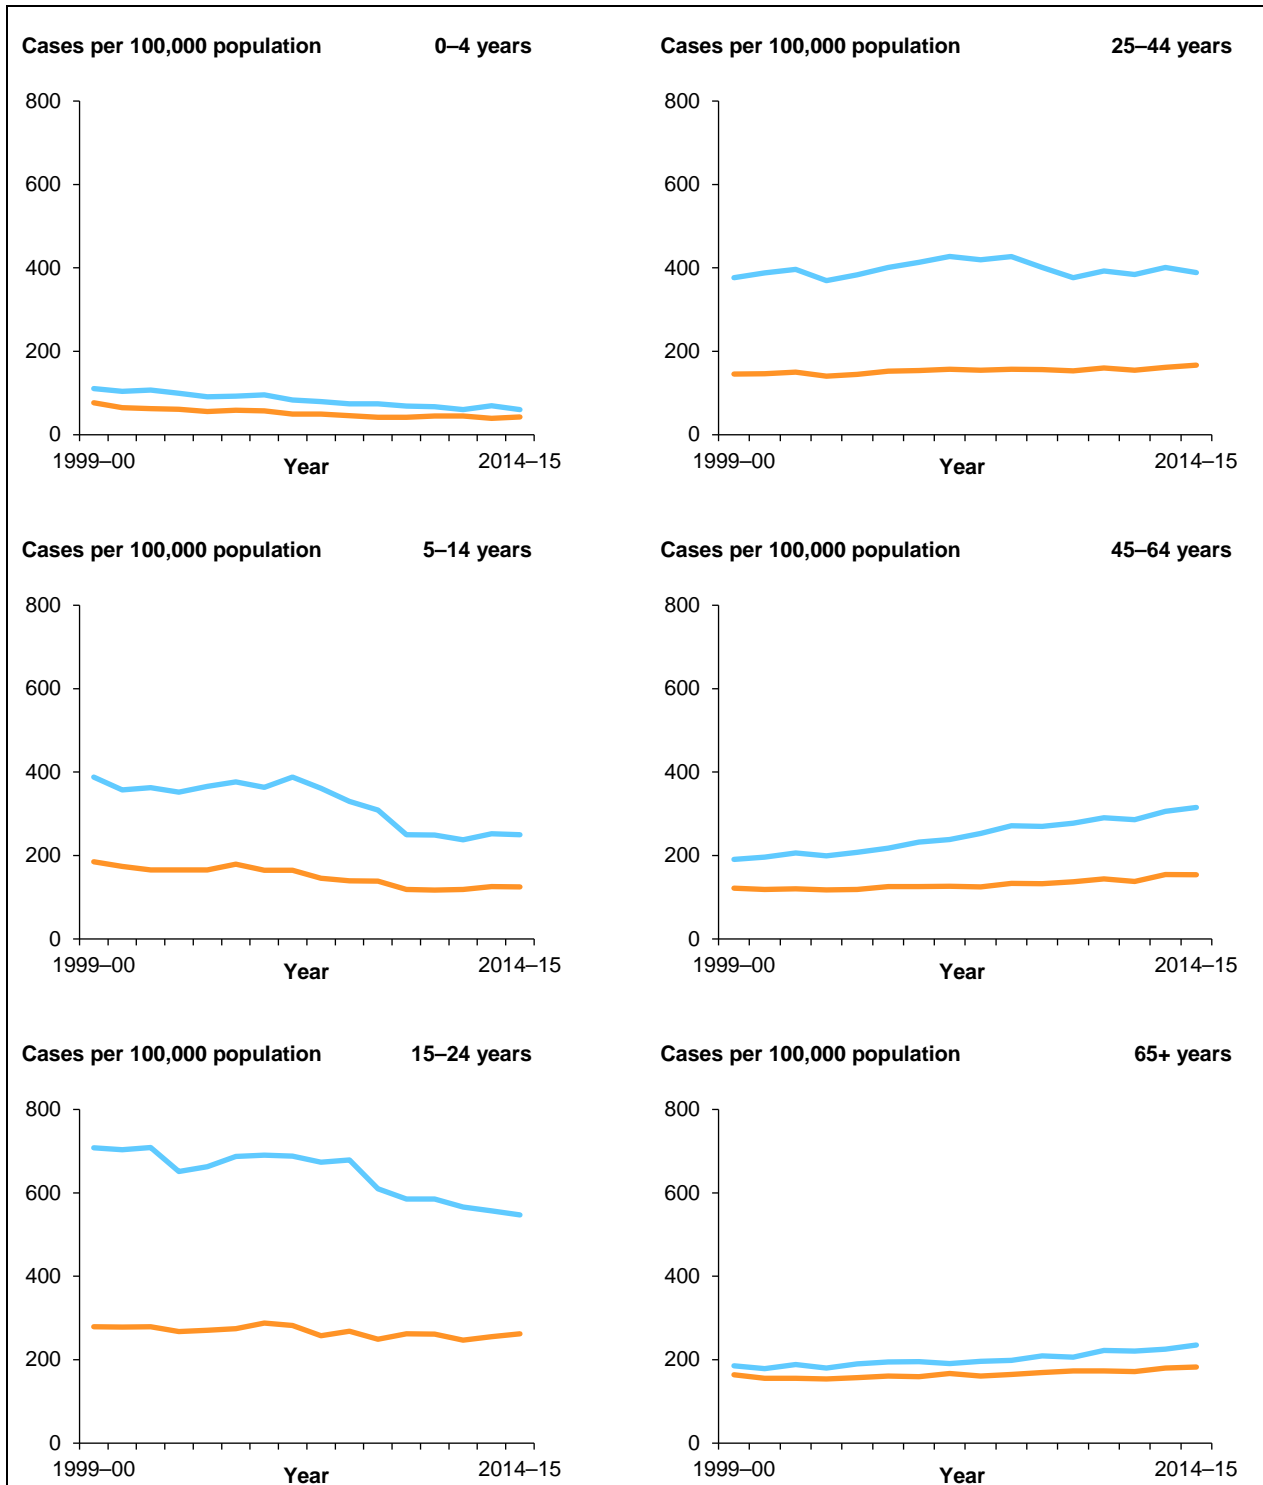 Cases per 100,000 population 0–4 years
800
600
400
200
0
1999–00 Year 2014–15
Cases per 100,000 population 25–44 years
800
600
400
200
0
1999–00 Year 2014–15
Cases per 100,000 population 5–14 years
800
600
400
200
0
1999–00 Year 2014–15
Cases per 100,000 population 45–64 years
800
600
400
200
0
1999–00 Year 2014–15
Cases per 100,000 population 15–24 years
800
600
400
200
0
1999–00 Year 2014–15
Cases per 100,000 population 65+ years
800
600
400
200
0
1999–00 Year 2014–15